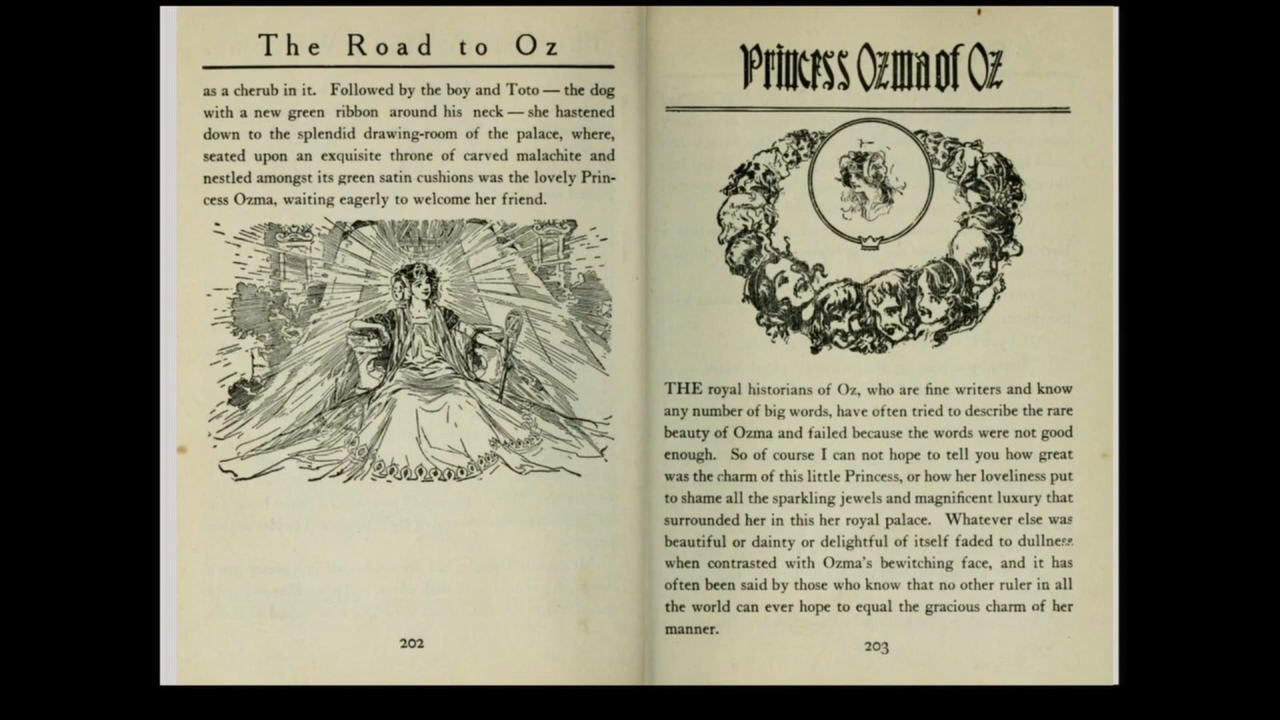 The Road to Oz
as a cherub in it. Followed by the boy and Toto — the dog
with a new green ribbon around his neck — she hastened
down to the splendid drawing-room of the palace, where,
seated upon an exquisite throne of carved malachite and
nestled amongst its green satin cushions was the lovely Prin-
cess Ozma, waiting eagerly to welcome her friend.
202
Princess Ozma of Oz
THE royal historians of Oz, who are fine writers and know
any number of big words, have often tried to describe the rare
beauty of Ozma and failed because the words were not good
enough. So of course I can not hope to tell you how great
was the charm of this little Princess, or how her loveliness put
to shame all the sparkling jewels and magnificent luxury that
surrounded her in this her royal palace. Whatever else was
beautiful or dainty or delightful of itself faded to dullness
when contrasted with Ozma's bewitching face, and it has
often been said by those who know that no other ruler in all
the world can ever hope to equal the gracious charm of her
manner.
203